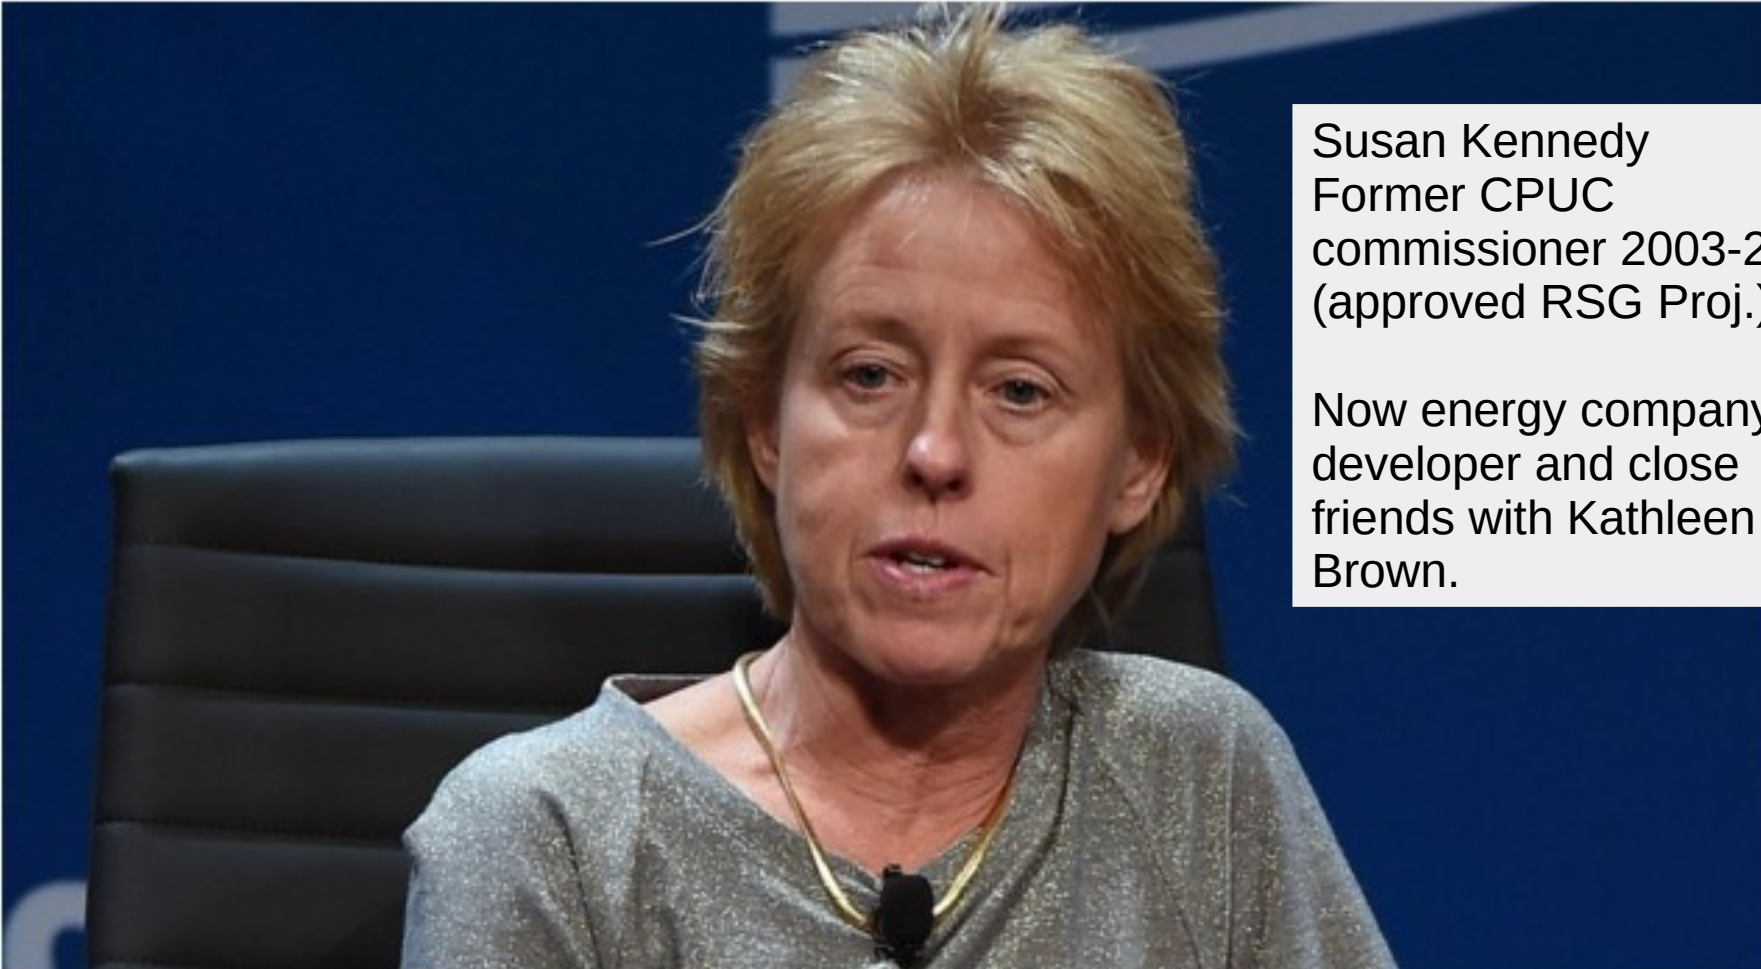 Susan Kennedy
Former CPUC
commissioner 2003-2
(approved RSG Proj.)
Now energy company
developer and close
friends with Kathleen
Brown.